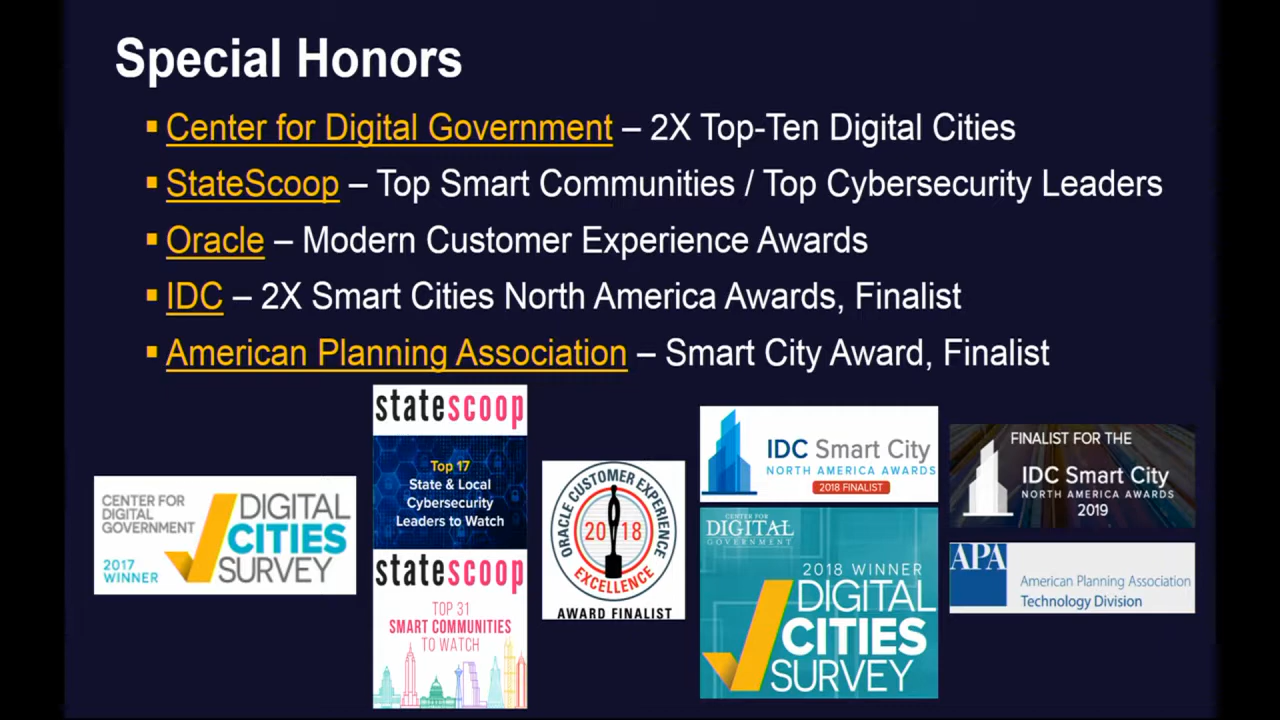 Special Honors
▪ Center for Digital Government – 2X Top-Ten Digital Cities
▪ StateScoop – Top Smart Communities / Top Cybersecurity Leaders
▪ Oracle – Modern Customer Experience Awards
▪ IDC – 2X Smart Cities North America Awards, Finalist
▪ American Planning Association – Smart City Award, Finalist
CENTER FOR
DIGITAL
GOVERNMENT
2017
WINNER
DIGITAL
CITIES
SURVEY
statescoop
Top 17
State & Local
Cybersecurity
Leaders to Watch
statescoop
TOP 31
SMART COMMUNITIES
TO WATCH
ORACLE CUSTOMER EXPERIENCE
2018
EXCELLENCE
AWARD FINALIST
IDC Smart City
NORTH AMERICA AWARDS
2018 FINALIST
CENTER FOR
DIGITAL
GOVERNMENT
2018 WINNER
DIGITAL
CITIES
SURVEY
FINALIST FOR THE
IDC Smart City
NORTH AMERICA AWARDS
2019
APA
American Planning Association
Technology Division